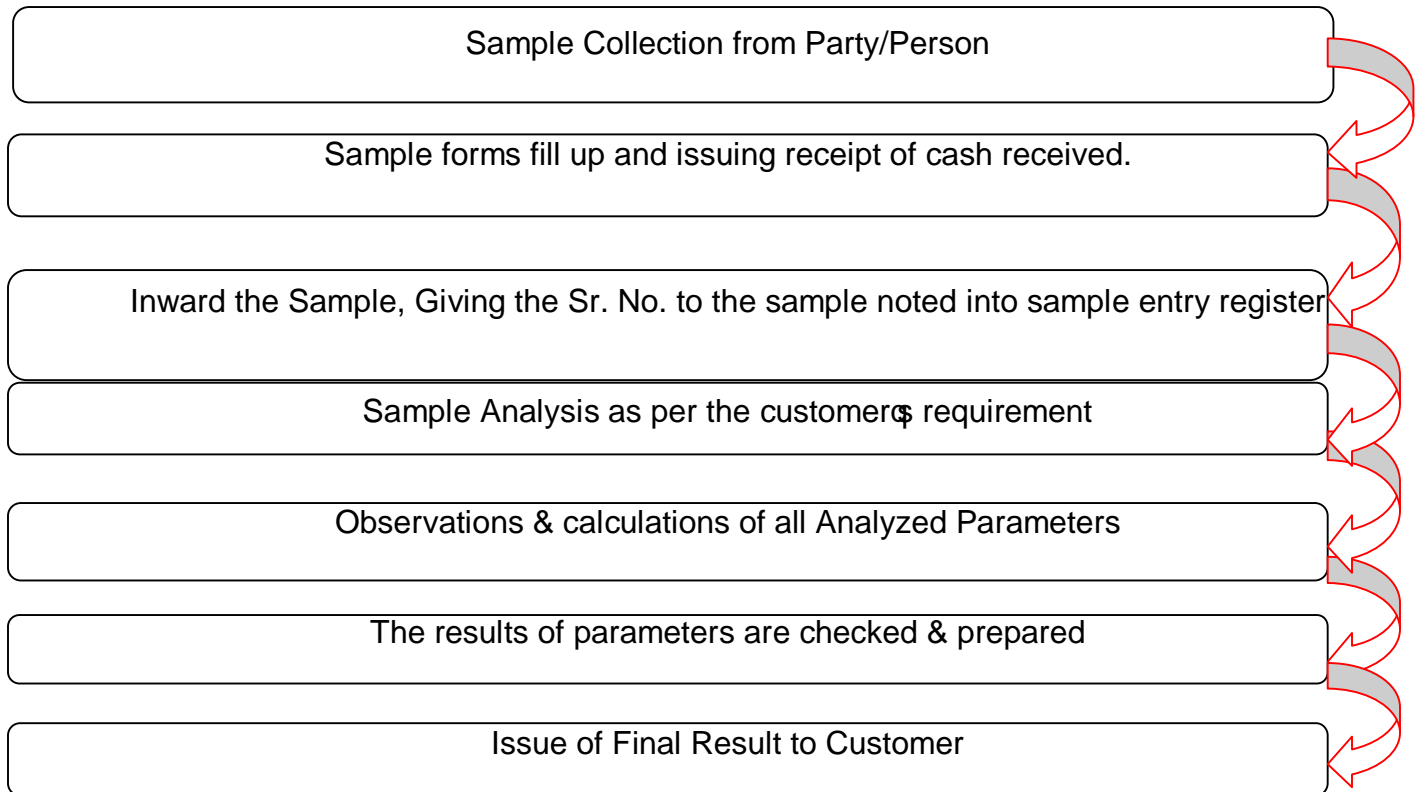 Sample Collection from Party/Person
Sample forms fill up and issuing receipt of cash received.
Inward the Sample, Giving the Sr. No. to the sample noted into sample entry register
Sample Analysis as per the customerqs requirement
Observations & calculations of all Analyzed Parameters
The results of parameters are checked & prepared
Issue of Final Result to Customer